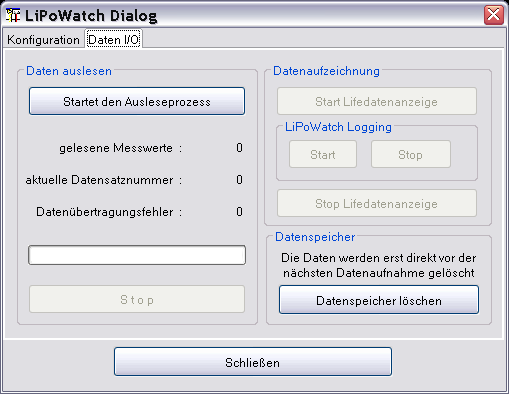 LiPoWatch Dialog
Konfiguration Daten I/O
Daten auslesen
Startet den Ausleseprozess
gelesene Messwerte : 0
aktuelle Datensatznummer : 0
Datenübertragungsfehler : 0
S t o p
Datenaufzeichnung
Start Lifedatenanzeige
LiPoWatch Logging
Start Stop
Stop Lifedatenanzeige
Datenspeicher
Die Daten werden erst direkt vor der
nächsten Datenaufnahme gelöscht
Datenspeicher löschen
Schließen